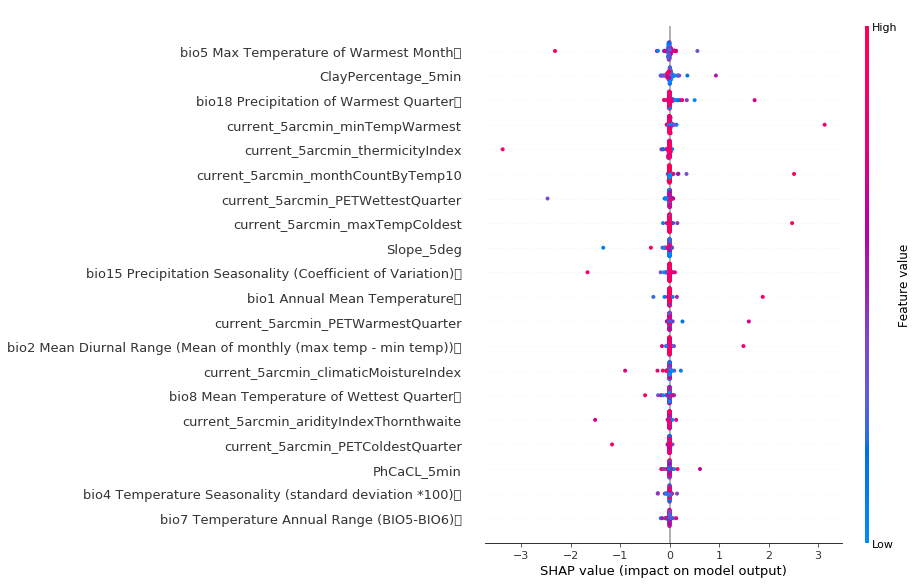 High
bio5 Max Temperature of Warmest Month
ClayPercentage_5min
bio18 Precipitation of Warmest Quarter
current_5arcmin_minTempWarmest
current_5arcmin_thermicityIndex
current_5arcmin_monthCountByTemp10
current_5arcmin_PETWettestQuarter
current_5arcmin_maxTempColdest
Slope_5deg
bio15 Precipitation Seasonality (Coefficient of Variation)
bio1 Annual Mean Temperature
current_5arcmin_PETWarmestQuarter
bio2 Mean Diurnal Range (Mean of monthly (max temp - min temp))
current_5arcmin_climaticMoistureIndex
bio8 Mean Temperature of Wettest Quarter
current_5arcmin_aridityIndexThornthwaite
current_5arcmin_PETColdestQuarter
PhCaCL_5min
bio4 Temperature Seasonality (standard deviation *100)
bio7 Temperature Annual Range (BIO5-BIO6)
Feature value
Low
−3 −2 −1 0 1 2 3
SHAP value (impact on model output)